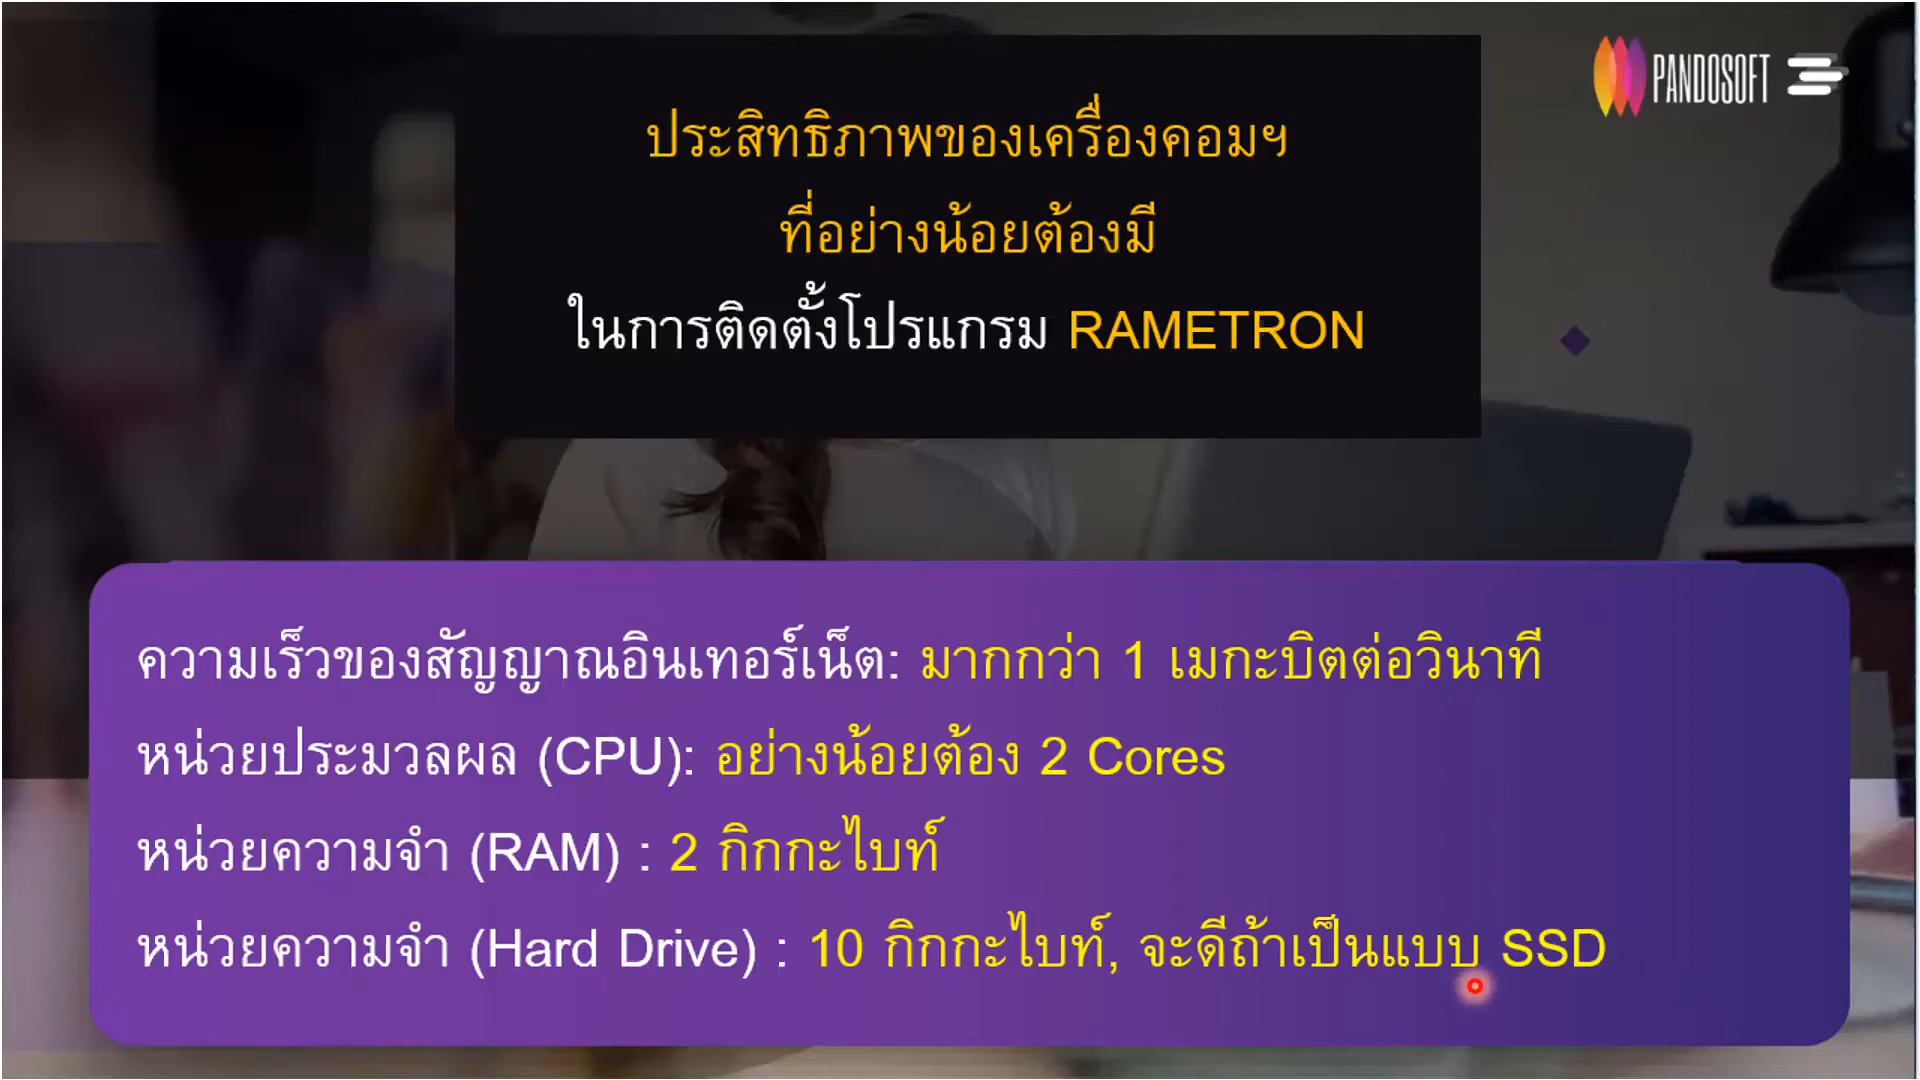 PANDOSOFT
ประสิทธิภาพของเครื่องคอมฯ
ที่อย่างน้อยต้องมี
ในการติดตั้งโปรแกรม RAMETRON
ความเร็วของสัญญาณอินเทอร์เน็ต: มากกว่า 1 เมกะบิตต่อวินาที
หน่วยประมวลผล (CPU): อย่างน้อยต้อง 2 Cores
หน่วยความจำ (RAM) : 2 กิกกะไบท์
หน่วยความจำ (Hard Drive) : 10 กิกกะไบท์, จะดีถ้าเป็นแบบ SSD